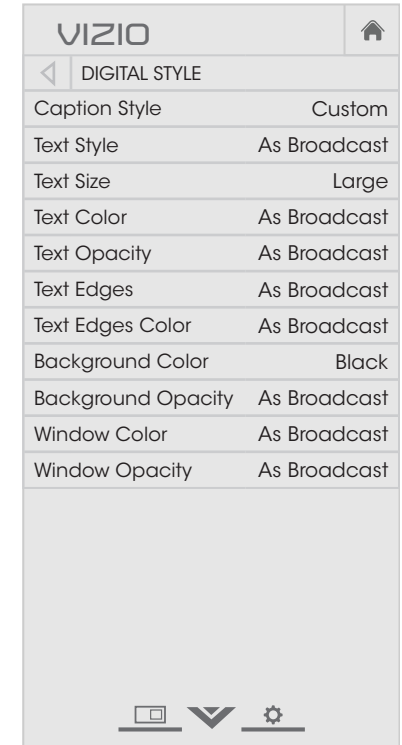 VIZIO
DIGITAL STYLE
Caption Style Custom
Text Style As Broadcast
Text Size Large
Text Color As Broadcast
Text Opacity As Broadcast
Text Edges As Broadcast
Text Edges Color As Broadcast
Background Color Black
Background Opacity As Broadcast
Window Color As Broadcast
Window Opacity As Broadcast